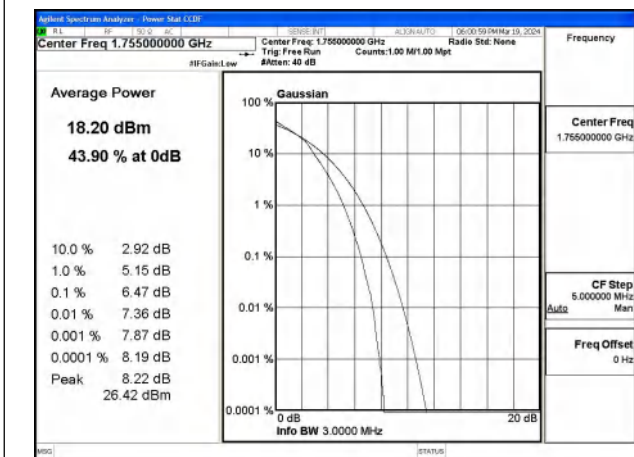 Agilent Spectrum Analyzer - Power Stat CCDF
RL RF 50 Ω AC SENSE:INT ALIGN AUTO 06:00:59 PM Mar 19, 2024
Center Freq 1.755000000 GHz
Center Freq: 1.755000000 GHz Radio Std: None
Trig: Free Run Counts:1.00 M/1.00 Mpt
#IFGain:Low #Atten: 40 dB
Frequency
Average Power
18.20 dBm
43.90 % at 0dB
10.0 % 2.92 dB
1.0 % 5.15 dB
0.1 % 6.47 dB
0.01 % 7.36 dB
0.001 % 7.87 dB
0.0001 % 8.19 dB
Peak 8.22 dB
26.42 dBm
Gaussian
100 %
10 %
1 %
0.1 %
0.01 %
0.001 %
0.0001 %
0 dB 20 dB
Info BW 3.0000 MHz
Center Freq
1.755000000 GHz
CF Step
5.000000 MHz
Auto Man
Freq Offset
0 Hz
MSG STATUS